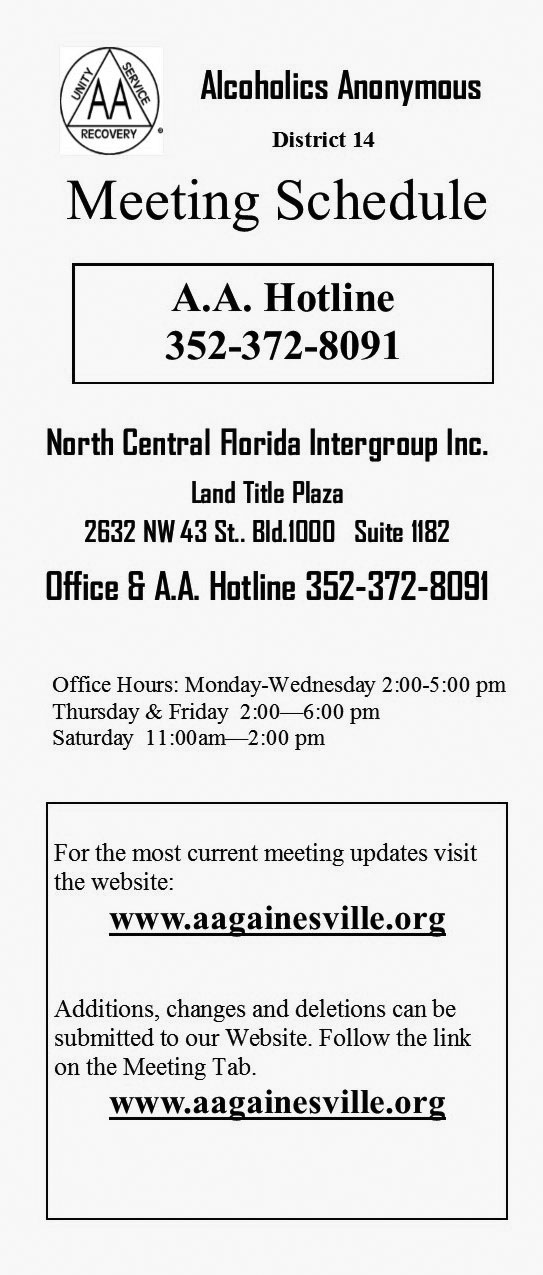 UNITY
SERVICE
AA
RECOVERY
®
Alcoholics Anonymous
District 14
Meeting Schedule
A.A. Hotline
352-372-8091
North Central Florida Intergroup Inc.
Land Title Plaza
2632 NW 43 St.. Bld.1000 Suite 1182
Office & A.A. Hotline 352-372-8091
Office Hours: Monday-Wednesday 2:00-5:00 pm
Thursday & Friday 2:00—6:00 pm
Saturday 11:00am—2:00 pm
For the most current meeting updates visit
the website:
www.aagainesville.org
Additions, changes and deletions can be
submitted to our Website. Follow the link
on the Meeting Tab.
www.aagainesville.org